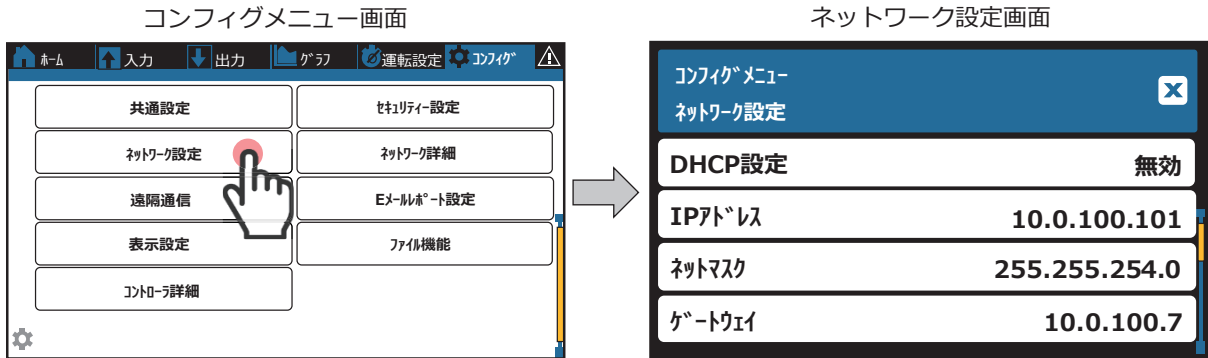 コンフィグメニュー画面
ﾎｰﾑ 入力 出力 ｸﾞﾗﾌ 運転設定 ｺﾝﾌｨｸﾞ
共通設定 ｾｷｭﾘﾃｨｰ設定
ﾈｯﾄﾜｰｸ設定 ﾈｯﾄﾜｰｸ詳細
遠隔通信 Eﾒｰﾙﾚﾎﾟｰﾄ設定
表示設定 ﾌｧｲﾙ機能
ｺﾝﾄﾛｰﾗ詳細
ネットワーク設定画面
ｺﾝﾌｨｸﾞﾒﾆｭｰ
ﾈｯﾄﾜｰｸ設定
DHCP設定 無効
IPｱﾄﾞﾚｽ 10.0.100.101
ﾈｯﾄﾏｽｸ 255.255.254.0
ｹﾞｰﾄｳｪｲ 10.0.100.7